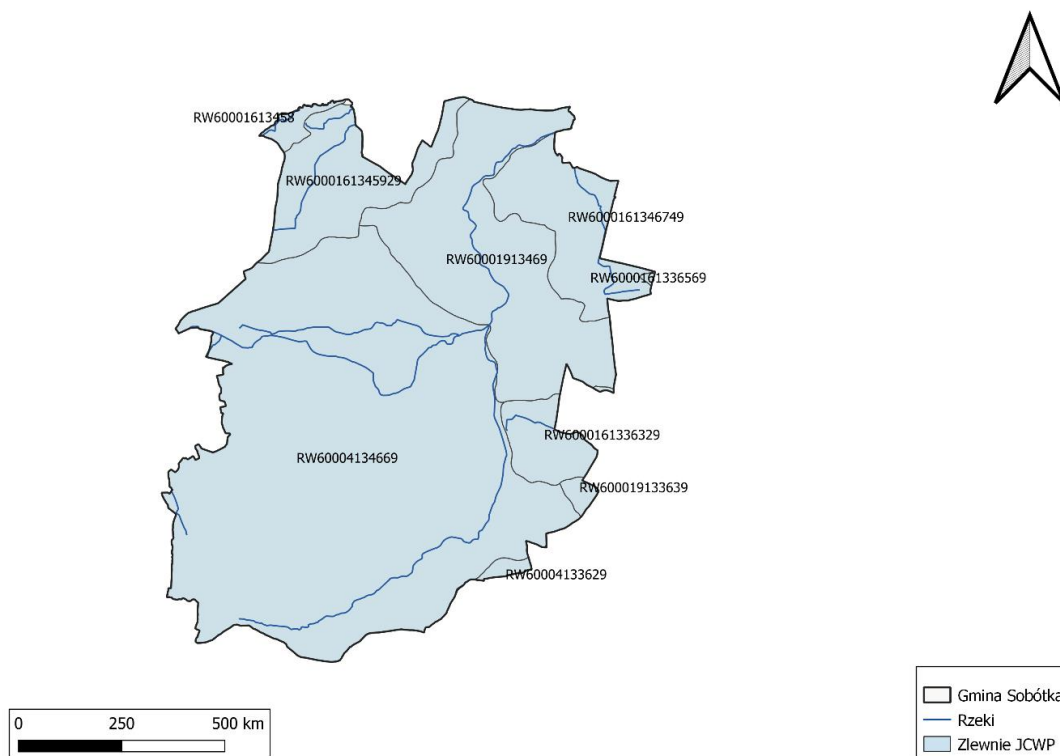 RW60001613458
RW6000161345929
RW6000161346749
RW60001913469
RW6000161336569
RW6000161336329
RW60004134669
RW600019133639
RW60004133629
0 250 500 km
Gmina Sobótka
Rzeki
Zlewnie JCWP